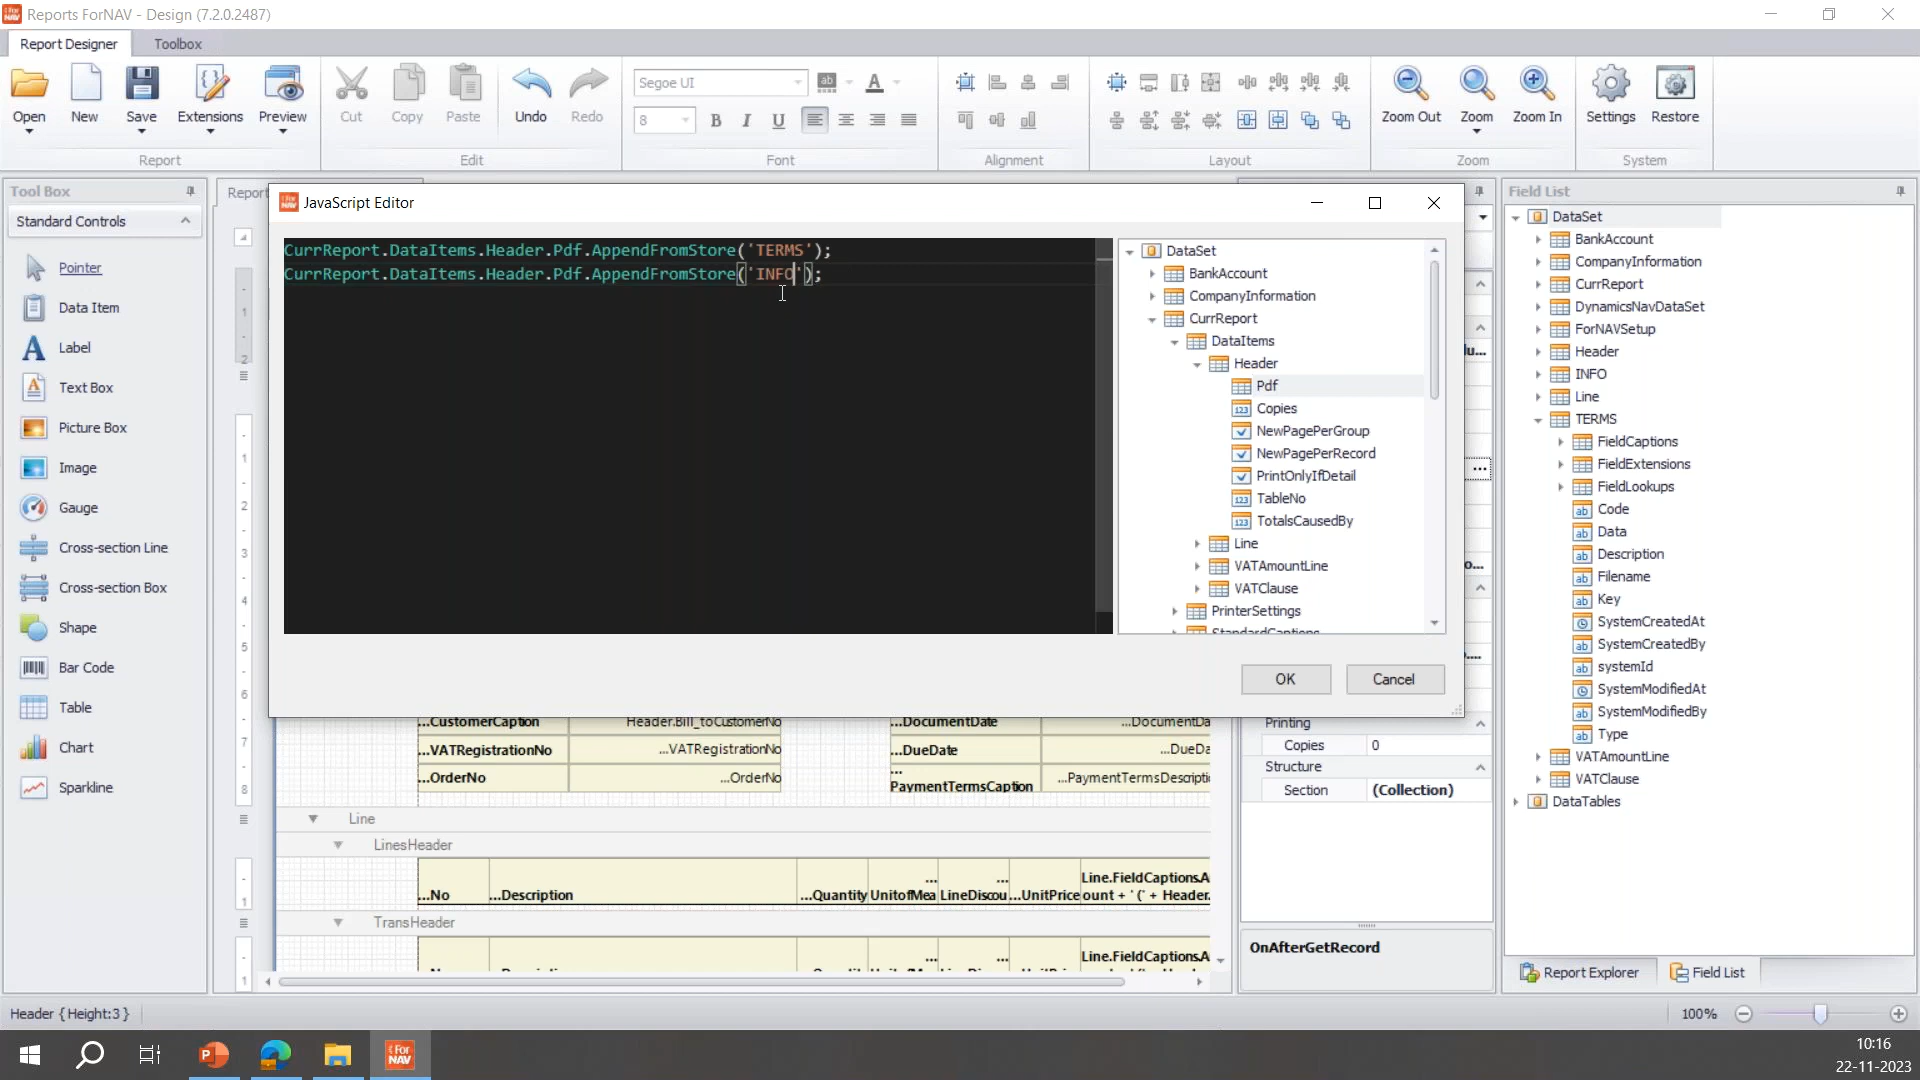 Reports ForNAV - Design (7.2.0.2487)
Report Designer
Toolbox
Open
New
Save
Extensions
Preview
Cut
Copy
Paste
Undo
Redo
Segoe UI
8
B I U
Zoom Out
Zoom
Zoom In
Settings
Restore
Report
Edit
Font
Alignment
Layout
Zoom
System
Tool Box
Standard Controls
Pointer
Data Item
Label
Text Box
Picture Box
Image
Gauge
Cross-section Line
Cross-section Box
Shape
Bar Code
Table
Chart
Sparkline
Report
JavaScript Editor
CurrReport.DataItems.Header.Pdf.AppendFromStore('TERMS');
CurrReport.DataItems.Header.Pdf.AppendFromStore('INFO');
DataSet
BankAccount
CompanyInformation
CurrReport
DataItems
Header
Pdf
Copies
NewPagePerGroup
NewPagePerRecord
PrintOnlyIfDetail
TableNo
TotalsCausedBy
Line
VATAmountLine
VATClause
PrinterSettings
StandardCaptions
OK
Cancel
...CustomerCaption
Header.Bill_toCustomerNo
...DocumentDate
...DocumentDa
...VATRegistrationNo
...VATRegistrationNo
...DueDate
...DueDa
...OrderNo
...OrderNo
...
PaymentTermsCaption
...PaymentTermsDescripti
Line
LinesHeader
...No
...Description
...Quantity
...
UnitofMea
...
LineDiscou
...UnitPrice
Line.FieldCaptions.A
ount + ' (' + Header.
TransHeader
Line.FieldCaptions.A
Printing
Copies
0
Structure
Section
(Collection)
OnAfterGetRecord
Field List
DataSet
BankAccount
CompanyInformation
CurrReport
DynamicsNavDataSet
ForNAVSetup
Header
INFO
Line
TERMS
FieldCaptions
FieldExtensions
FieldLookups
Code
Data
Description
Filename
Key
SystemCreatedAt
SystemCreatedBy
systemId
SystemModifiedAt
SystemModifiedBy
Type
VATAmountLine
VATClause
DataTables
Report Explorer
Field List
Header {Height:3 }
100%
10:16
22-11-2023